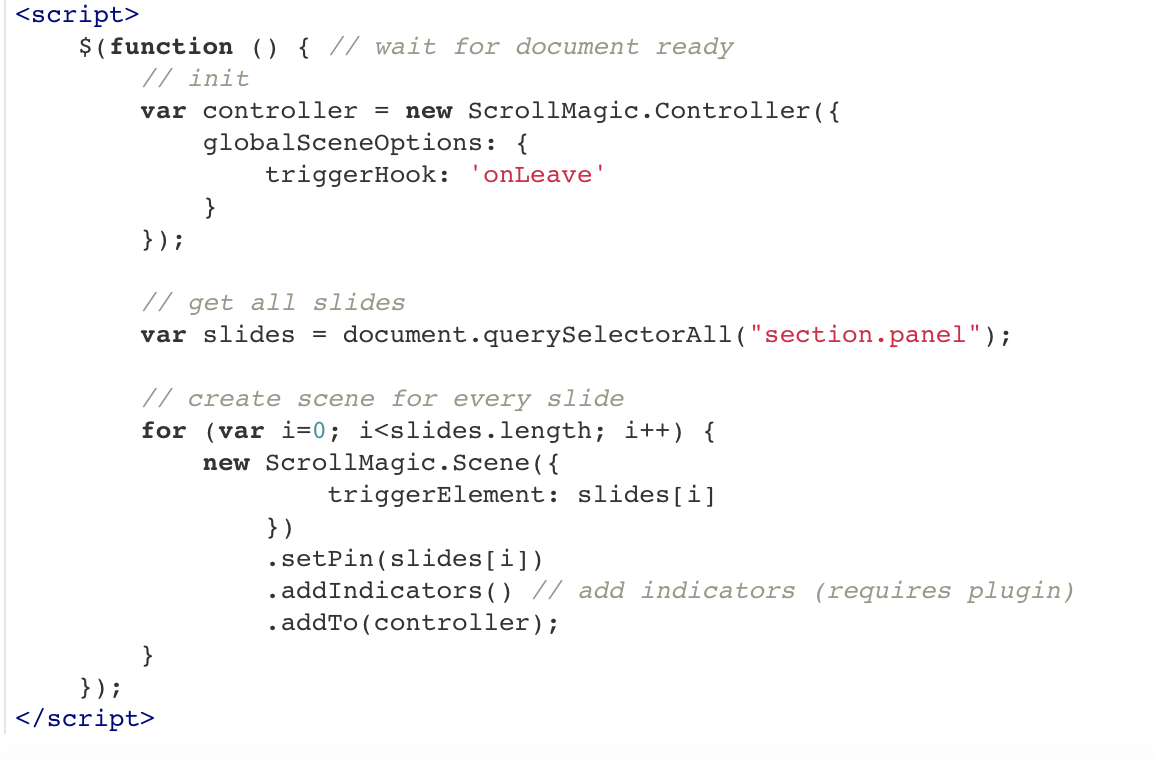 <script>
    $(function () { // wait for document ready
        // init
        var controller = new ScrollMagic.Controller({
            globalSceneOptions: {
                triggerHook: 'onLeave'
            }
        });

        // get all slides
        var slides = document.querySelectorAll("section.panel");

        // create scene for every slide
        for (var i=0; i<slides.length; i++) {
            new ScrollMagic.Scene({
                    triggerElement: slides[i]
                })
                .setPin(slides[i])
                .addIndicators() // add indicators (requires plugin)
                .addTo(controller);
        }
    });
</script>